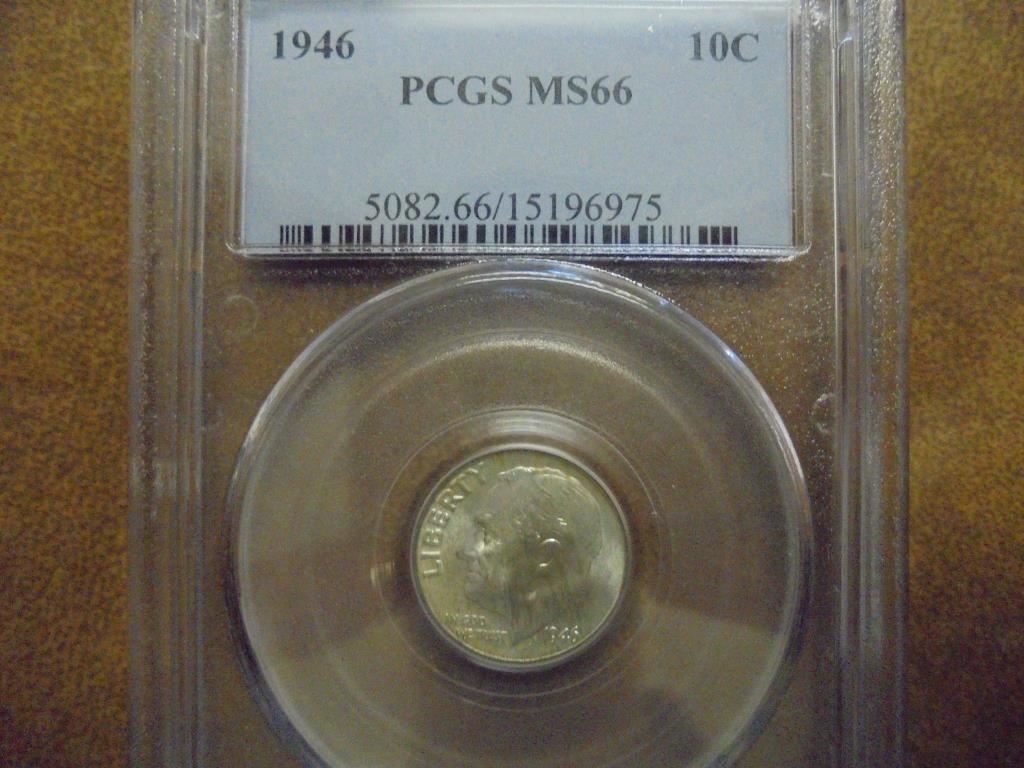 1946 10C
PCGS MS66
5082.66/15196975
LIBERTY
IN GOD
WE TRUST
1946